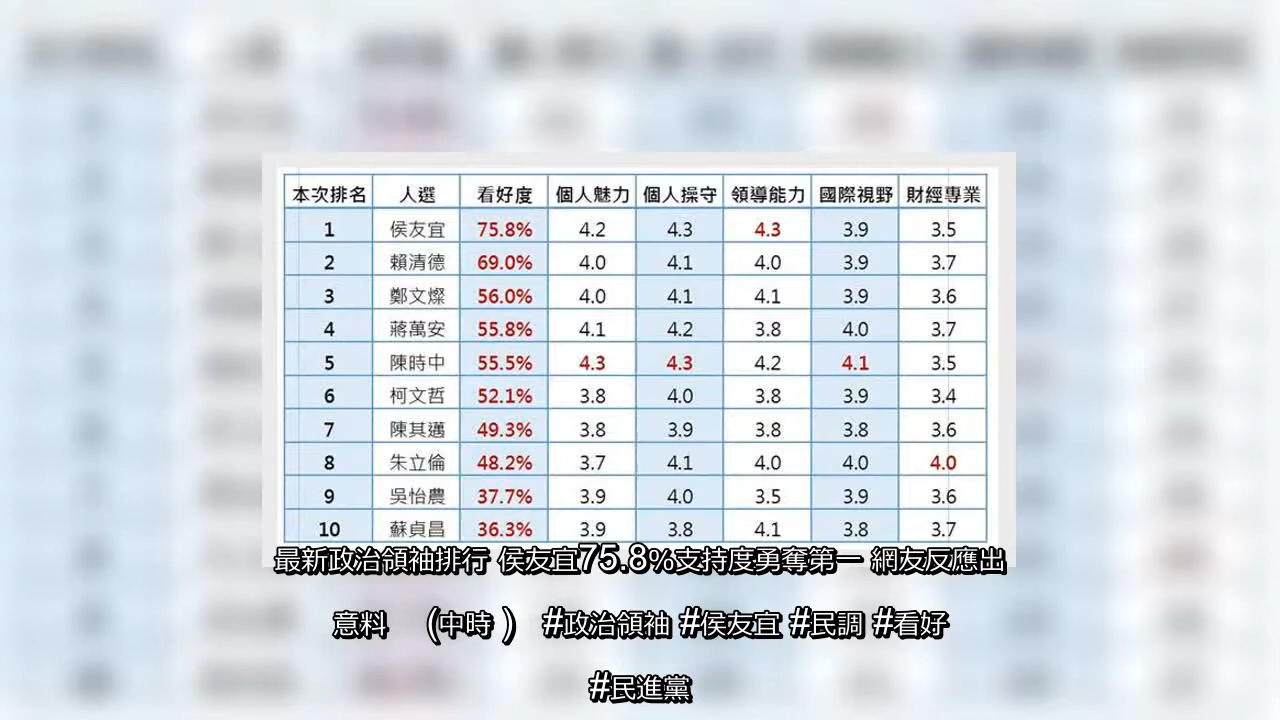 本次排名 人選 看好度 個人魅力 個人操守 領導能力 國際視野 財經專業
1 侯友宜 75.8% 4.2 4.3 4.3 3.9 3.5
2 賴清德 69.0% 4.0 4.1 4.0 3.9 3.7
3 鄭文燦 56.0% 4.0 4.1 4.1 3.9 3.6
4 蔣萬安 55.8% 4.1 4.2 3.8 4.0 3.7
5 陳時中 55.5% 4.3 4.3 4.2 4.1 3.5
6 柯文哲 52.1% 3.8 4.0 3.8 3.9 3.4
7 陳其邁 49.3% 3.8 3.9 3.8 3.8 3.6
8 朱立倫 48.2% 3.7 4.1 4.0 4.0 4.0
9 吳怡農 37.7% 3.9 4.0 3.5 3.9 3.6
10 蘇貞昌 36.3% 3.9 3.8 4.1 3.8 3.7
最新政治領袖排行 侯友宜75.8%支持度勇奪第一 網友反應出
意料 （中時 ） #政治領袖 #侯友宜 #民調 #看好
#民進黨